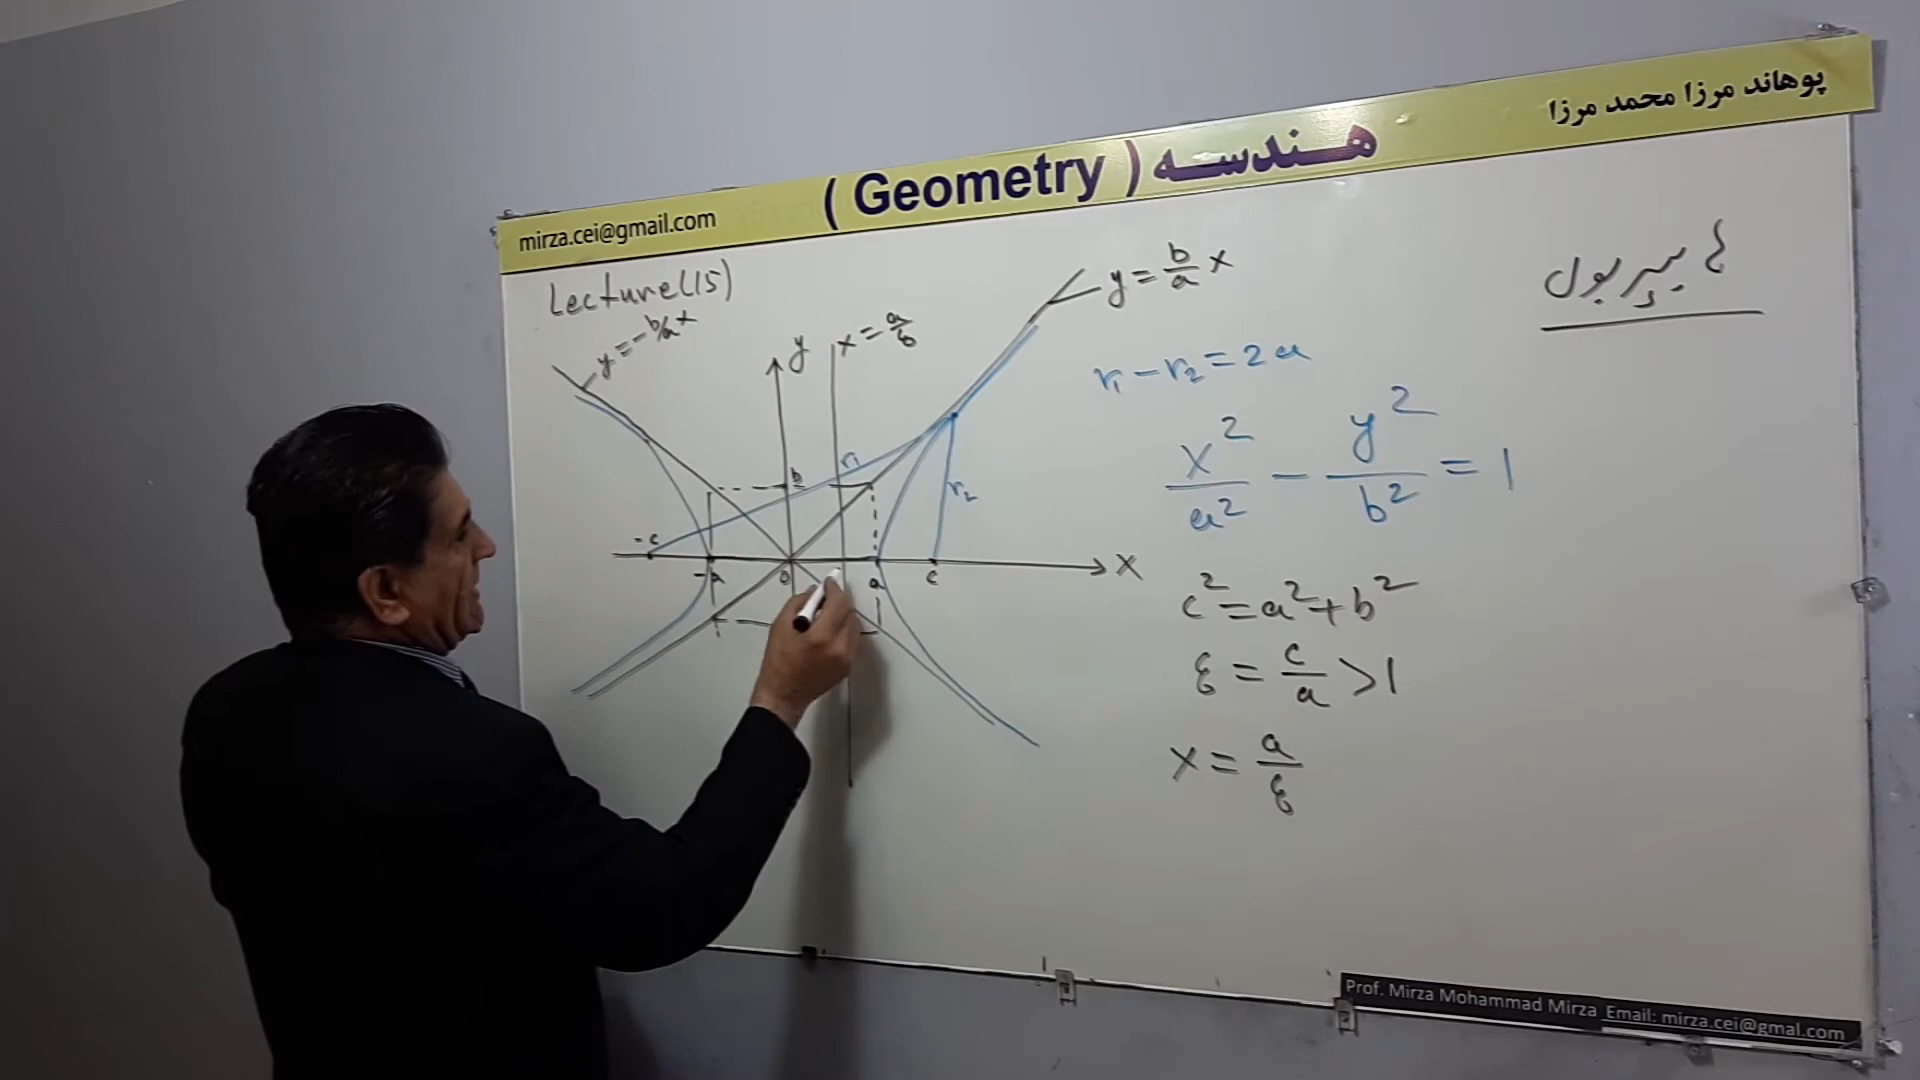 پوهاند مرزا محمد مرزا
هندسه ( Geometry )
mirza.cei@gmail.com
Lecture(15)
هیپربول
y = b/a x
y = -b/a x
x = a/ε
y
r₁ - r₂ = 2a
x²/a² - y²/b² = 1
r₁
b
r₂
-c
-a
o
a
c
x
c² = a² + b²
ε = c/a > 1
x = a/ε
Prof. Mirza Mohammad Mirza Email: mirza.cei@gmal.com